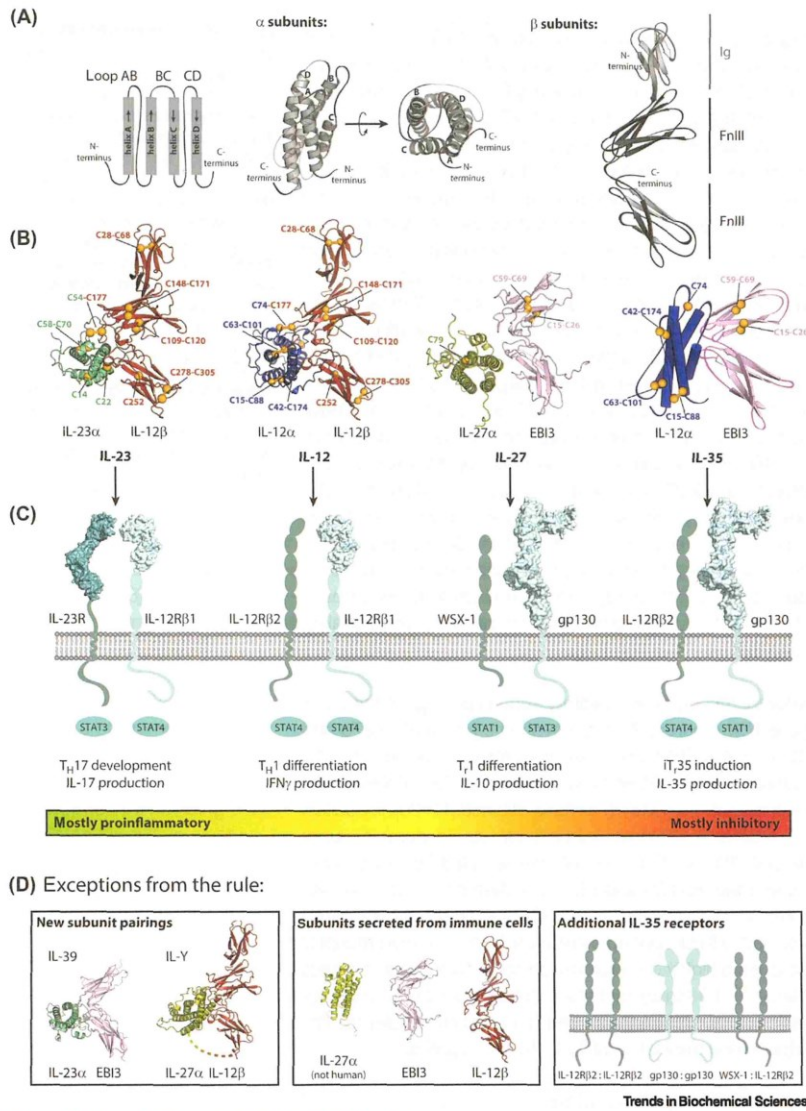 (A)
α subunits:
β subunits:
Loop AB BC CD
helix A
helix B
helix C
helix D
N-terminus
C-terminus
D
A
B
C
C-terminus
N-terminus
B
D
C
A
C-terminus
N-terminus
N-terminus
C-terminus
Ig
FnIII
FnIII
(B)
C28-C68
C54-C177
C148-C171
C58-C70
C109-C120
C14
C22
C252
C278-C305
IL-23α IL-12β
IL-23
C28-C68
C74-C177
C148-C171
C63-C101
C109-C120
C15-C88
C42-C174
C252
C278-C305
IL-12α IL-12β
IL-12
C59-C69
C79
C15-C26
IL-27α EBI3
IL-27
C74
C59-C69
C42-C174
C15-C26
C63-C101
C15-C88
IL-12α EBI3
IL-35
(C)
IL-23R
IL-12Rβ1
IL-12Rβ2
IL-12Rβ1
WSX-1
gp130
IL-12Rβ2
gp130
STAT3
STAT4
STAT4
STAT4
STAT1
STAT3
STAT4
STAT1
TH17 development
IL-17 production
TH1 differentiation
IFNγ production
Tr1 differentiation
IL-10 production
iTr35 induction
IL-35 production
Mostly proinflammatory
Mostly inhibitory
(D) Exceptions from the rule:
New subunit pairings
IL-39 IL-Y
IL-23α EBI3
IL-27α IL-12β
Subunits secreted from immune cells
IL-27α
(not human)
EBI3
IL-12β
Additional IL-35 receptors
IL-12Rβ2 : IL-12Rβ2
gp130 : gp130
WSX-1 : IL-12Rβ2
Trends in Biochemical Sciences